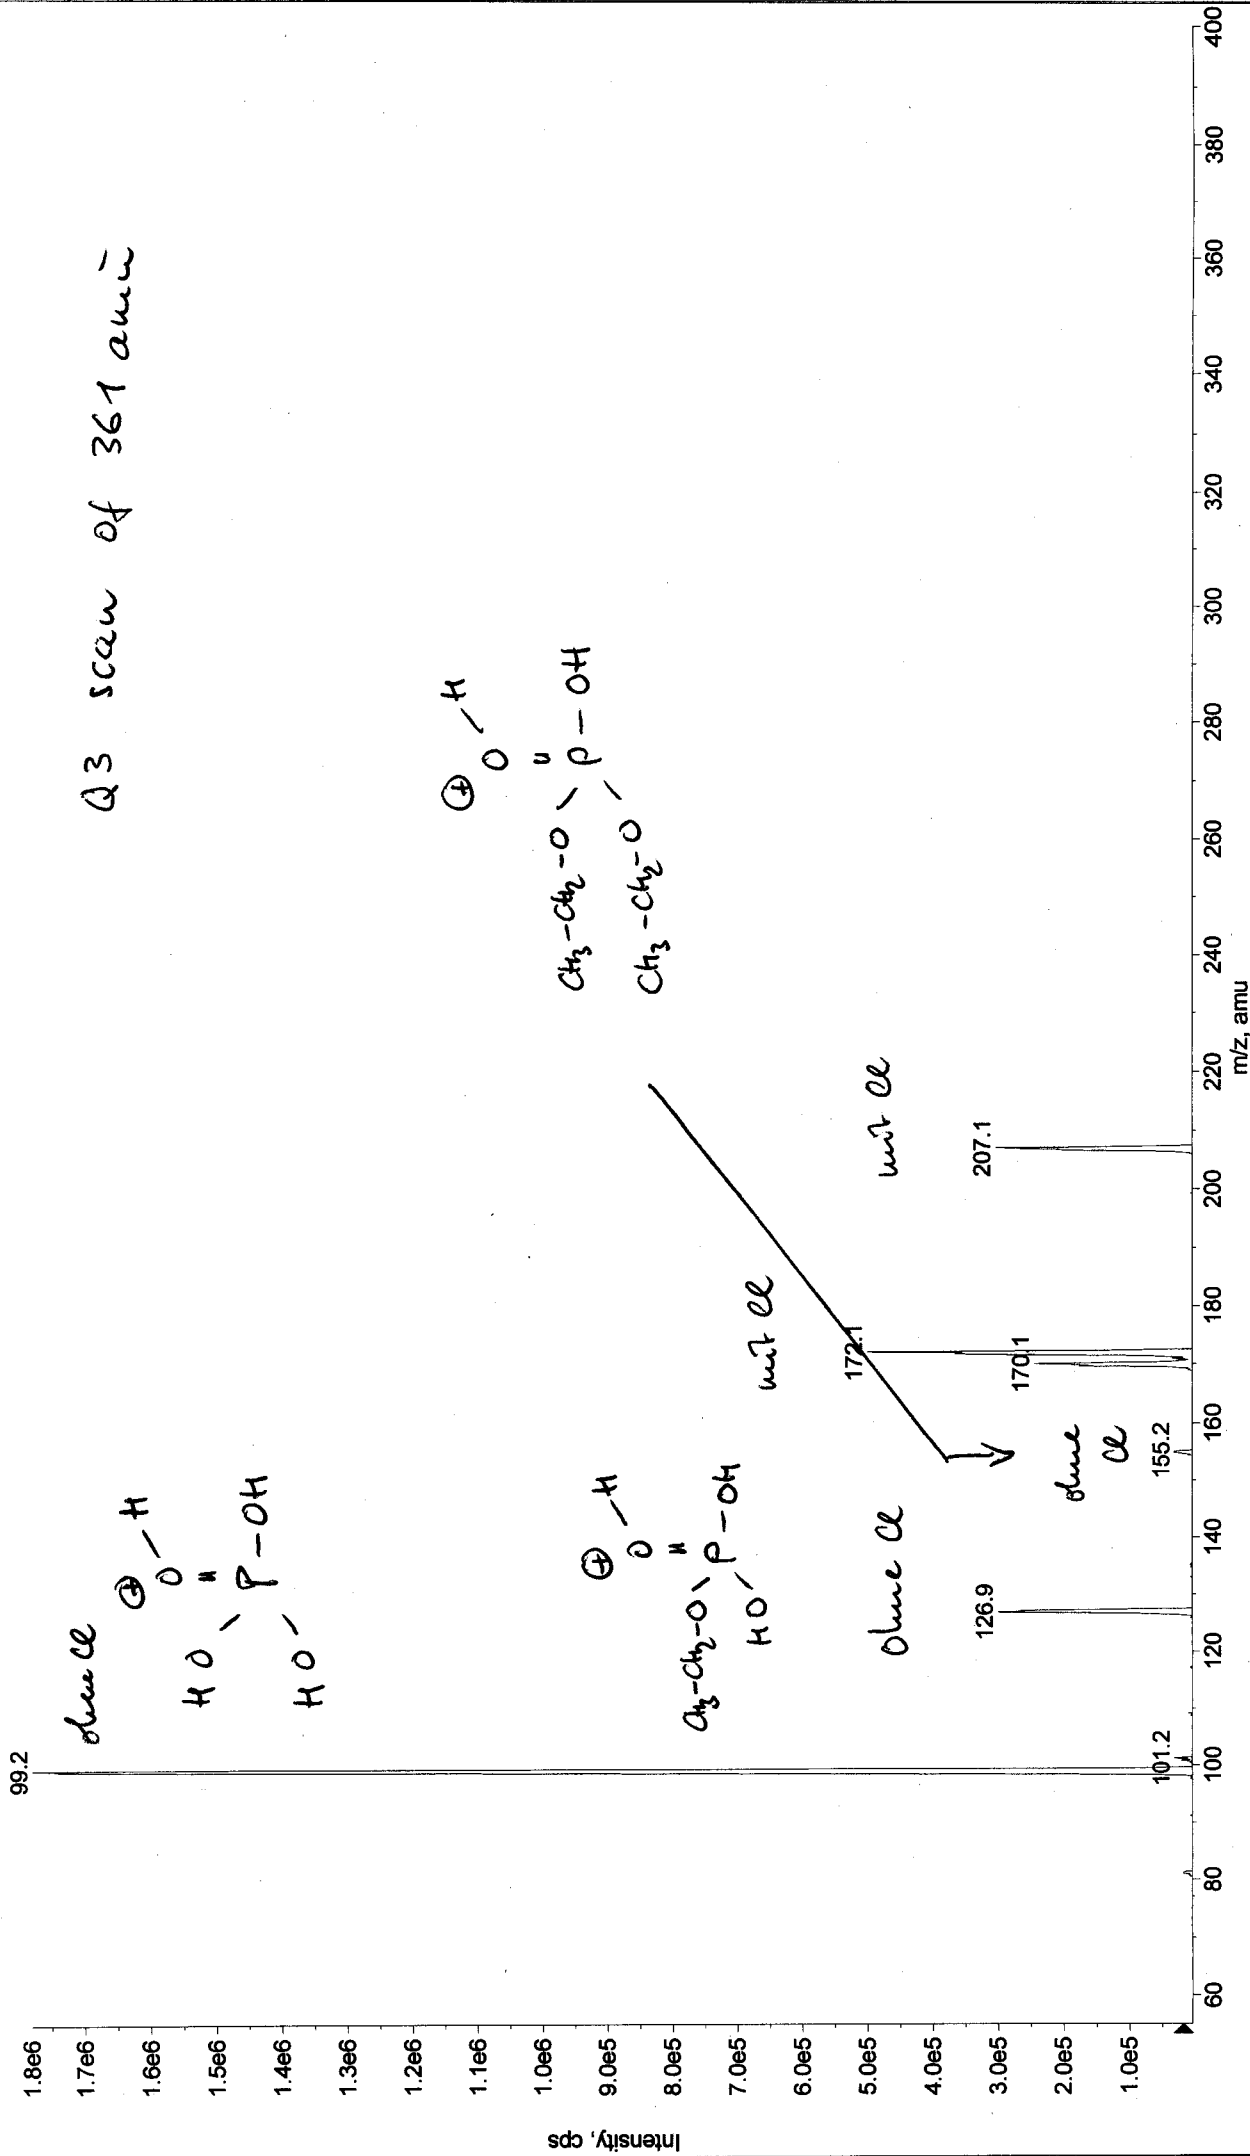 Q3 scan of 361 amu
99.2
ohne Cl
⊕
O–H
HO
P–OH
HO
⊕
O–H
CH3–CH2–O
P–OH
CH3–CH2–O
⊕
O–H
CH3–CH2–O
P–OH
HO
mit Cl
mit Cl
172.1
207.1
170.1
ohne Cl
126.9
ohne
Cl
155.2
101.2
1.8e6
1.7e6
1.6e6
1.5e6
1.4e6
1.3e6
1.2e6
1.1e6
1.0e6
9.0e5
8.0e5
7.0e5
6.0e5
5.0e5
4.0e5
3.0e5
2.0e5
1.0e5
Intensity, cps
60 80 100 120 140 160 180 200 220 240 260 280 300 320 340 360 380 400
m/z, amu